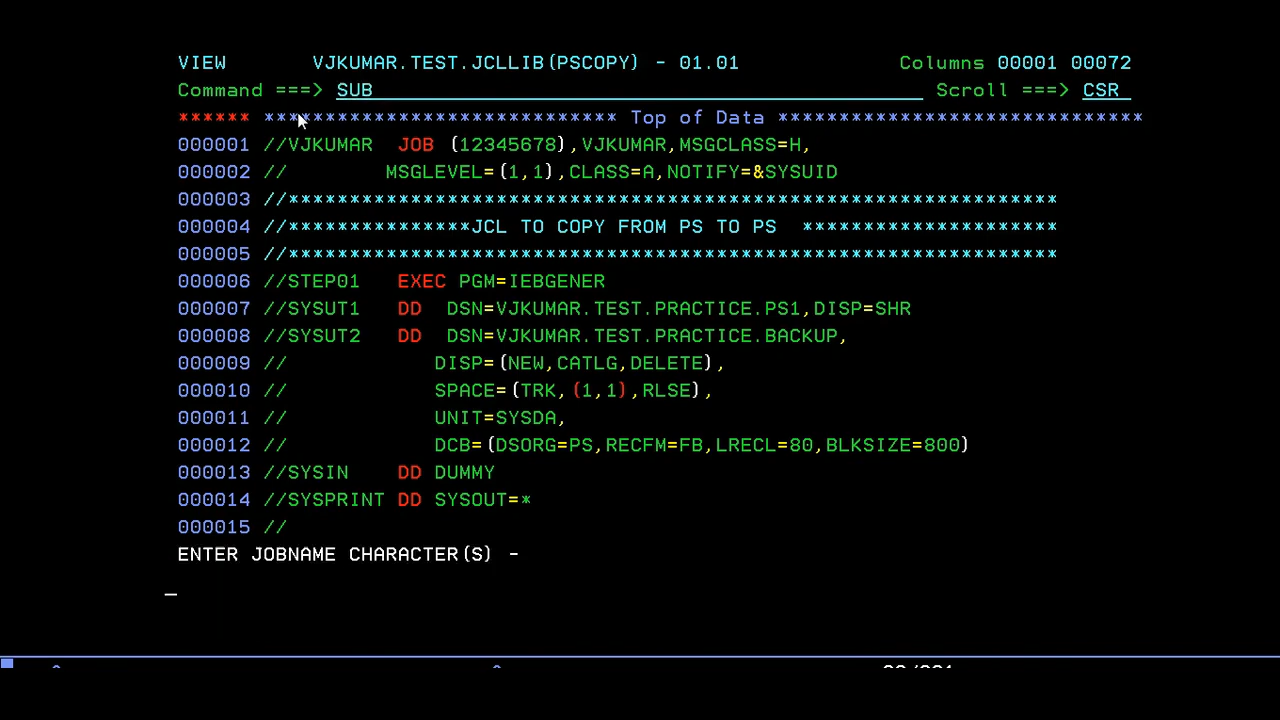 VIEW VJKUMAR.TEST.JCLLIB(PSCOPY) - 01.01 Columns 00001 00072
Command ===> SUB Scroll ===> CSR
****** ***************************** Top of Data ******************************
000001 //VJKUMAR  JOB (12345678),VJKUMAR,MSGCLASS=H,
000002 //        MSGLEVEL=(1,1),CLASS=A,NOTIFY=&SYSUID
000003 //***************************************************************
000004 //***************JCL TO COPY FROM PS TO PS  *********************
000005 //***************************************************************
000006 //STEP01   EXEC PGM=IEBGENER
000007 //SYSUT1   DD  DSN=VJKUMAR.TEST.PRACTICE.PS1,DISP=SHR
000008 //SYSUT2   DD  DSN=VJKUMAR.TEST.PRACTICE.BACKUP,
000009 //            DISP=(NEW,CATLG,DELETE),
000010 //            SPACE=(TRK,(1,1),RLSE),
000011 //            UNIT=SYSDA,
000012 //            DCB=(DSORG=PS,RECFM=FB,LRECL=80,BLKSIZE=800)
000013 //SYSIN    DD DUMMY
000014 //SYSPRINT DD SYSOUT=*
000015 //
ENTER JOBNAME CHARACTER(S) -